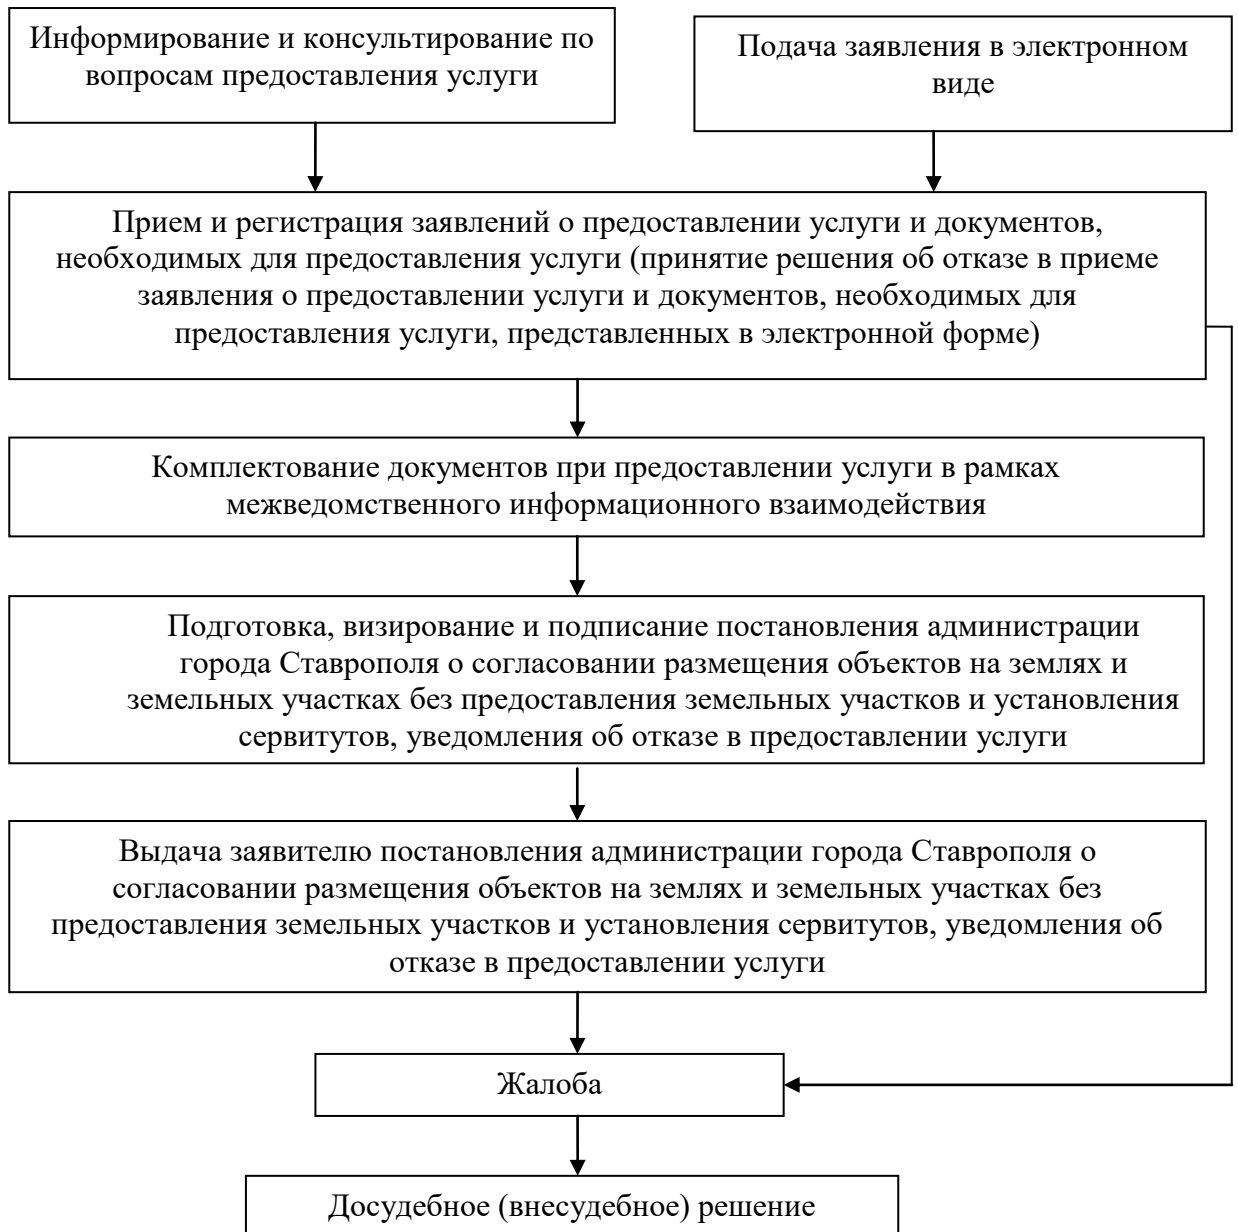 Информирование и консультирование по
вопросам предоставления услуги
Подача заявления в электронном
виде
Прием и регистрация заявлений о предоставлении услуги и документов,
необходимых для предоставления услуги (принятие решения об отказе в приеме
заявления о предоставлении услуги и документов, необходимых для
предоставления услуги, представленных в электронной форме)
Комплектование документов при предоставлении услуги в рамках
межведомственного информационного взаимодействия
Подготовка, визирование и подписание постановления администрации
города Ставрополя о согласовании размещения объектов на землях и
земельных участках без предоставления земельных участков и установления
сервитутов, уведомления об отказе в предоставлении услуги
Выдача заявителю постановления администрации города Ставрополя о
согласовании размещения объектов на землях и земельных участках без
предоставления земельных участков и установления сервитутов, уведомления об
отказе в предоставлении услуги
Жалоба
Досудебное (внесудебное) решение